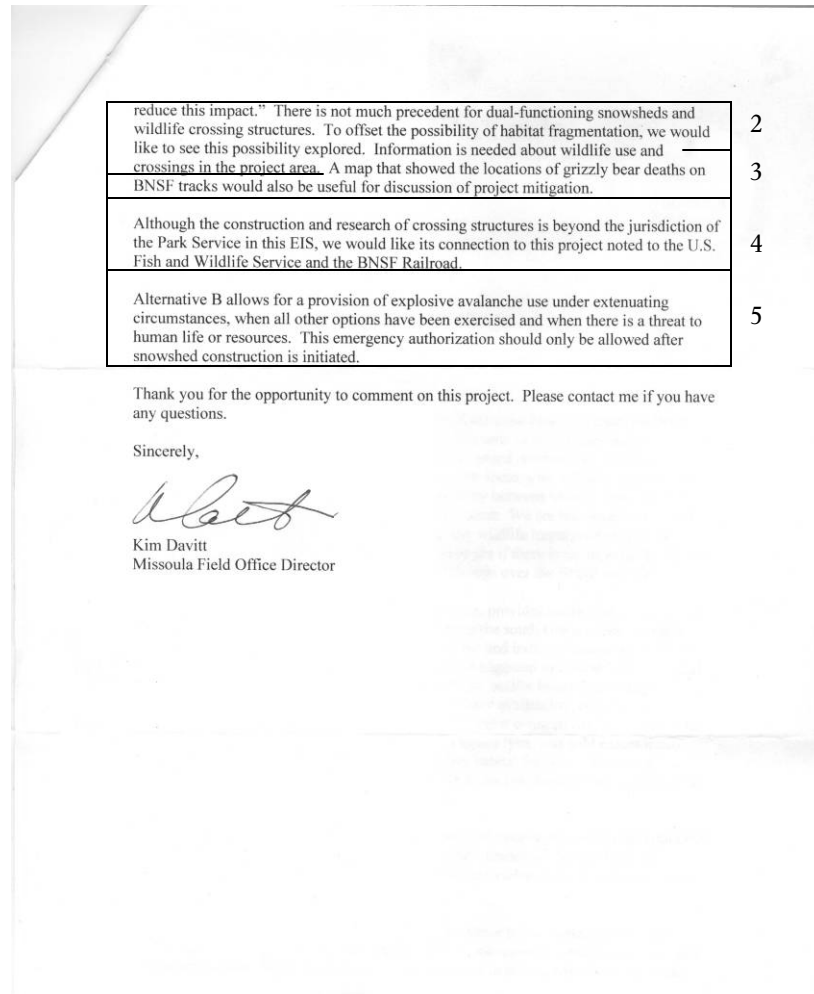 reduce this impact." There is not much precedent for dual-functioning snowsheds and
wildlife crossing structures. To offset the possibility of habitat fragmentation, we would
like to see this possibility explored. Information is needed about wildlife use and
crossings in the project area. A map that showed the locations of grizzly bear deaths on
BNSF tracks would also be useful for discussion of project mitigation.
2
3
Although the construction and research of crossing structures is beyond the jurisdiction of
the Park Service in this EIS, we would like its connection to this project noted to the U.S.
Fish and Wildlife Service and the BNSF Railroad.
4
Alternative B allows for a provision of explosive avalanche use under extenuating
circumstances, when all other options have been exercised and when there is a threat to
human life or resources. This emergency authorization should only be allowed after
snowshed construction is initiated.
5
Thank you for the opportunity to comment on this project. Please contact me if you have
any questions.
Sincerely,
Kim Davitt
Missoula Field Office Director